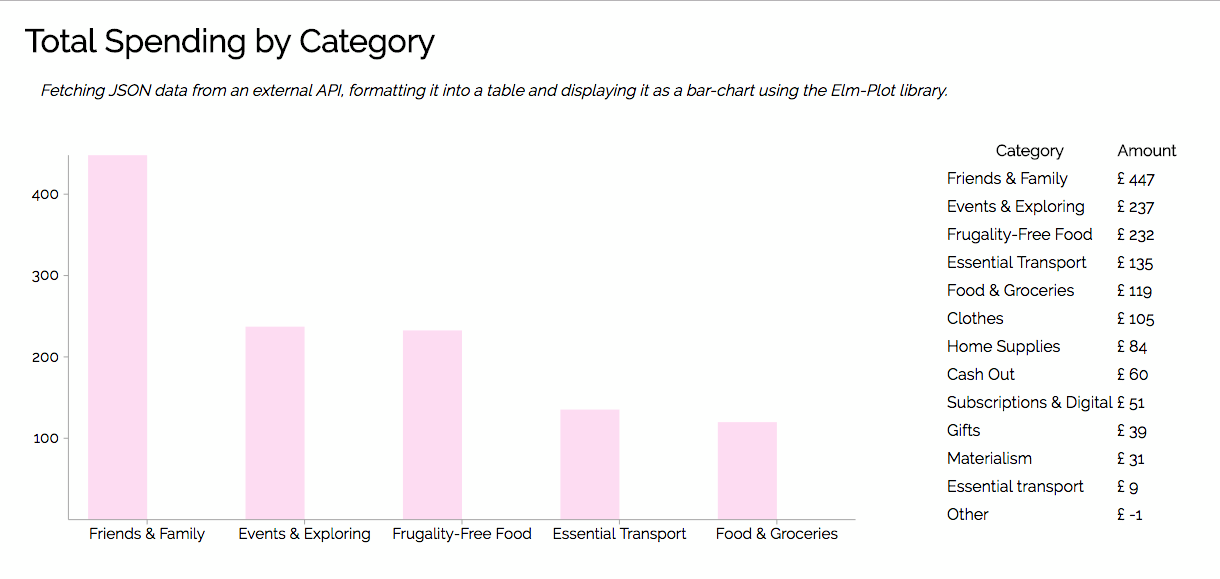 Total Spending by Category
Fetching JSON data from an external API, formatting it into a table and displaying it as a bar-chart using the Elm-Plot library.
400
300
200
100
Friends & Family Events & Exploring Frugality-Free Food Essential Transport Food & Groceries
Category Amount
Friends & Family £ 447
Events & Exploring £ 237
Frugality-Free Food £ 232
Essential Transport £ 135
Food & Groceries £ 119
Clothes £ 105
Home Supplies £ 84
Cash Out £ 60
Subscriptions & Digital £ 51
Gifts £ 39
Materialism £ 31
Essential transport £ 9
Other £ -1